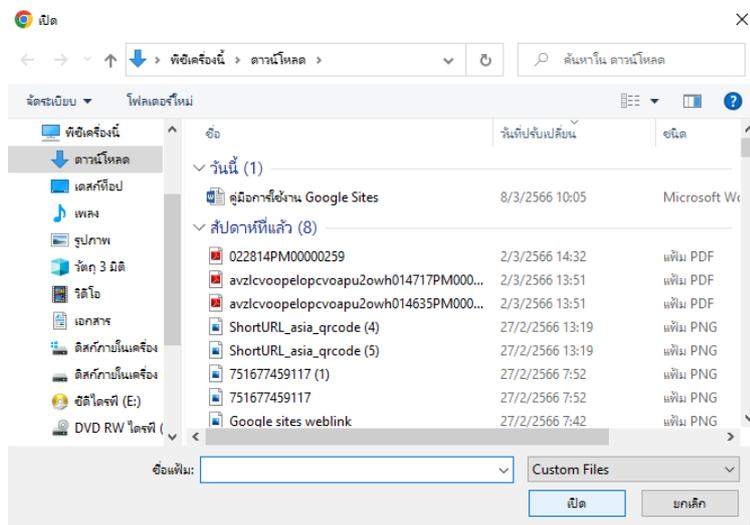 เปิด
พีซีเครื่องนี้ > ดาวน์โหลด >
ค้นหาใน ดาวน์โหลด
จัดระเบียบ
โฟลเดอร์ใหม่
พีซีเครื่องนี้
ดาวน์โหลด
เดสก์ท็อป
เพลง
รูปภาพ
วัตถุ 3 มิติ
วิดีโอ
เอกสาร
ดิสก์ภายในเครื่อง
ดิสก์ภายในเครื่อง
ซีดีไดรฟ์ (E:)
DVD RW ไดรฟ์ (
ชื่อ วันที่ปรับเปลี่ยน ชนิด
วันนี้ (1)
คู่มือการใช้งาน Google Sites 8/3/2566 10:05 Microsoft Wo
สัปดาห์ที่แล้ว (8)
022814PM00000259 2/3/2566 14:32 แฟ้ม PDF
avzlcvoopelopcvoapu2owh014717PM000... 2/3/2566 13:51 แฟ้ม PDF
avzlcvoopelopcvoapu2owh014635PM000... 2/3/2566 13:51 แฟ้ม PDF
ShortURL_asia_qrcode (4) 27/2/2566 13:19 แฟ้ม PNG
ShortURL_asia_qrcode (5) 27/2/2566 13:19 แฟ้ม PNG
751677459117 (1) 27/2/2566 7:52 แฟ้ม PNG
751677459117 27/2/2566 7:52 แฟ้ม PNG
Google sites weblink 27/2/2566 7:42 แฟ้ม PNG
ชื่อแฟ้ม:
Custom Files
เปิด
ยกเลิก